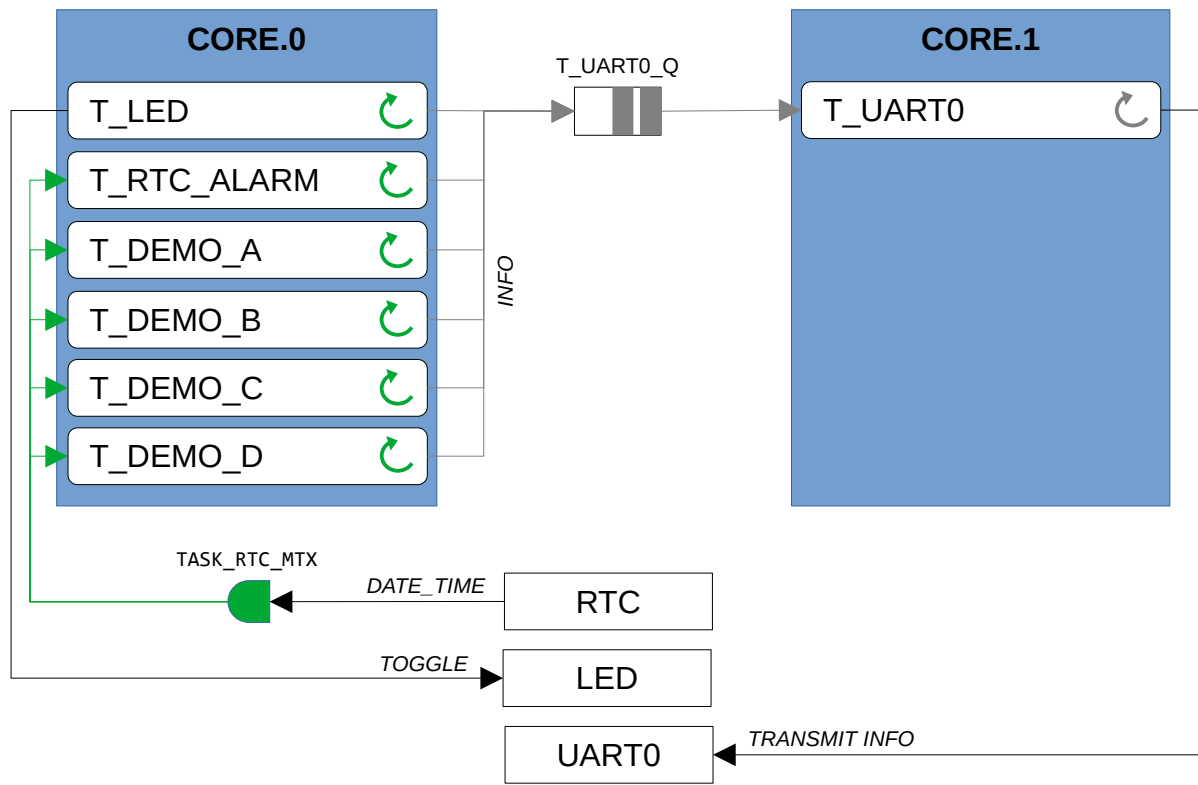 CORE.0
CORE.1
T_UART0_Q
T_LED
T_UART0
T_RTC_ALARM
T_DEMO_A
INFO
T_DEMO_B
T_DEMO_C
T_DEMO_D
TASK_RTC_MTX
DATE_TIME
RTC
TOGGLE
LED
UART0
TRANSMIT INFO